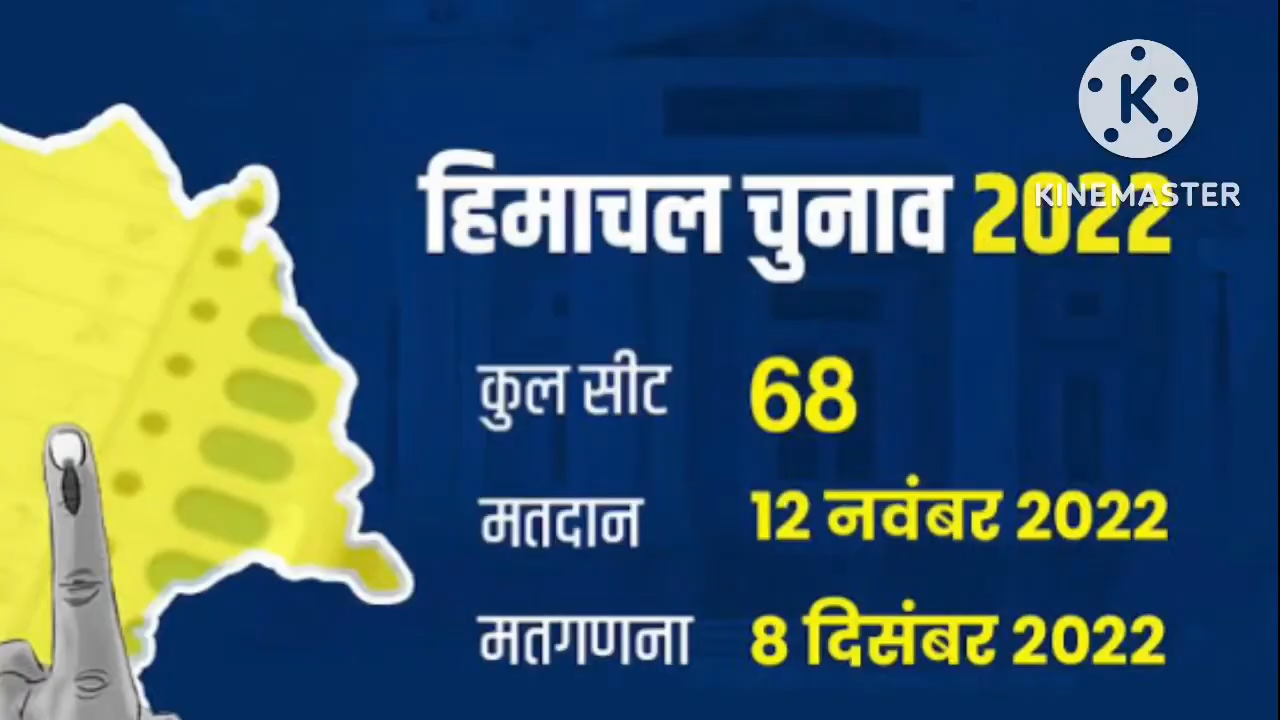 K
KINEMASTER
हिमाचल चुनाव 2022
कुल सीट 68
मतदान 12 नवंबर 2022
मतगणना 8 दिसंबर 2022